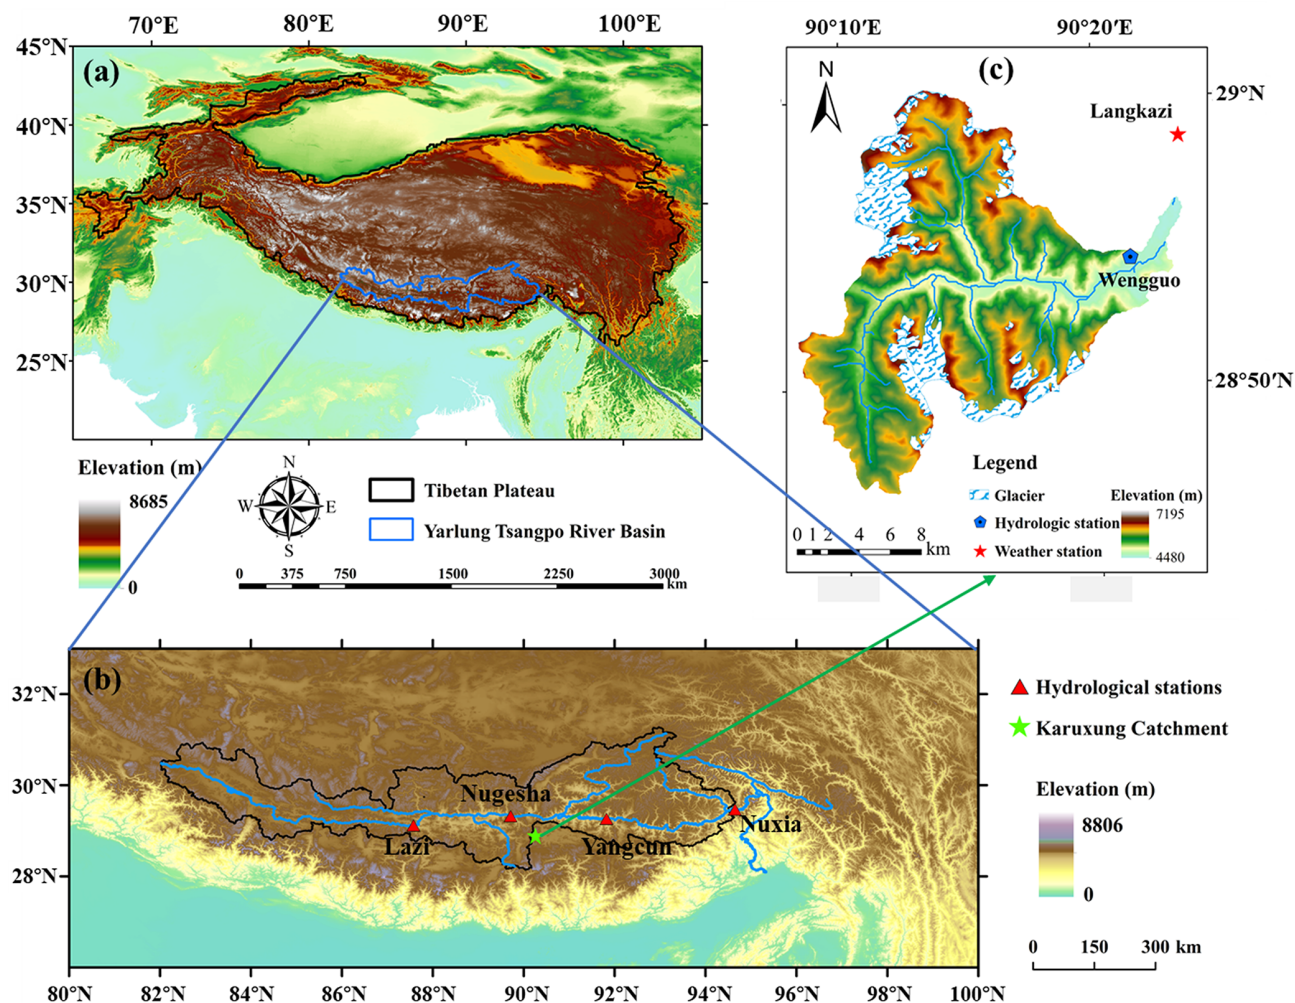 70°E 80°E 90°E 100°E
45°N
40°N
35°N
30°N
25°N
(a)
Elevation (m)
8685
0
N
W E
S
Tibetan Plateau
Yarlung Tsangpo River Basin
0 375 750 1500 2250 3000
km
90°10′E 90°20′E
N
(c)
Langkazi
29°N
Wengguo
28°50′N
Legend
Glacier
Hydrologic station
Weather station
Elevation (m)
7195
4480
0 1 2 4 6 8
km
(b)
32°N
30°N
28°N
Nugesha
Lazi
Yangcun
Nuxia
80°N 82°E 84°E 86°E 88°E 90°E 92°E 94°E 96°E 98°E 100°E
Hydrological stations
Karuxung Catchment
Elevation (m)
8806
0
0 150 300 km